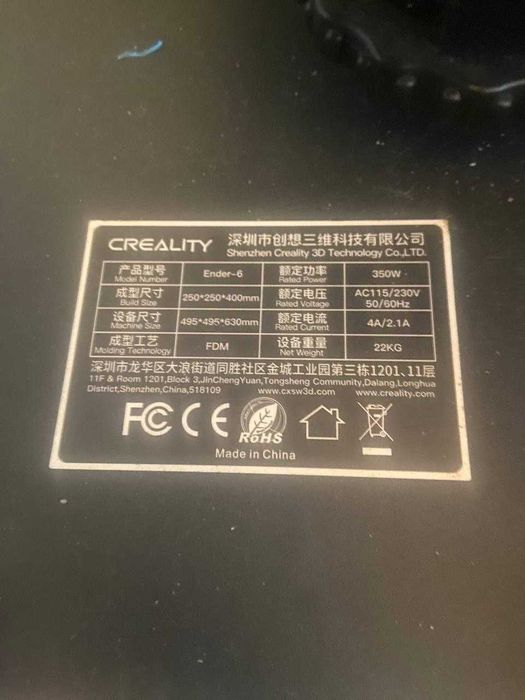 CREALITY 深圳市创想三维科技有限公司
Shenzhen Creality 3D Technology Co.,LTD.
产品型号 Ender-6 额定功率 350W
Model Number Rated Power
成型尺寸 250*250*400mm 额定电压 AC115/230V
Build Size Rated Voltage 50/60Hz
设备尺寸 495*495*630mm 额定电流 4A/2.1A
Machine Size Rated Current
成型工艺 FDM 设备重量 22KG
Molding Technology Net Weight
深圳市龙华区大浪街道同胜社区金城工业园第三栋1201、11层
11F & Room 1201,Block 3,JinChengYuan,Tongsheng Community,Dalang,Longhua
District,Shenzhen,China,518109 www.cxsw3d.com www.creality.com
FC CE RoHS
Made in China